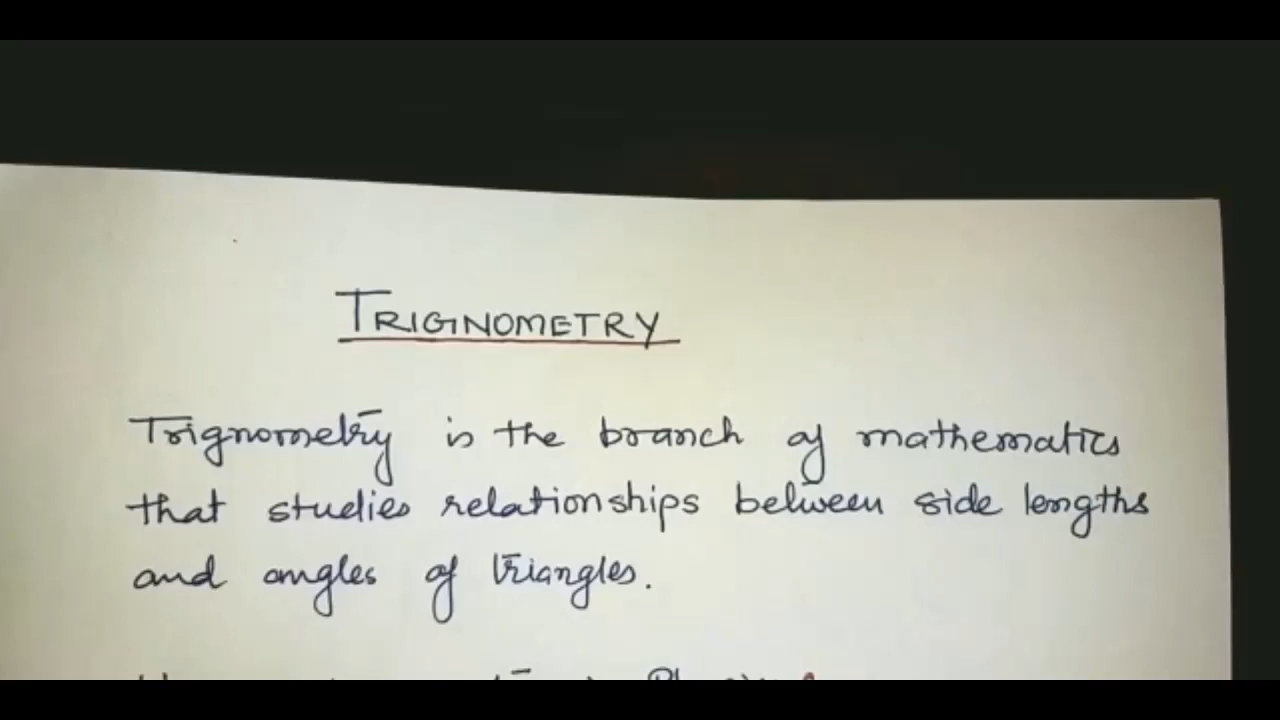 TRIGNOMETRY
Trignometry is the branch of mathematics
that studies relationships between side lengths
and angles of triangles.